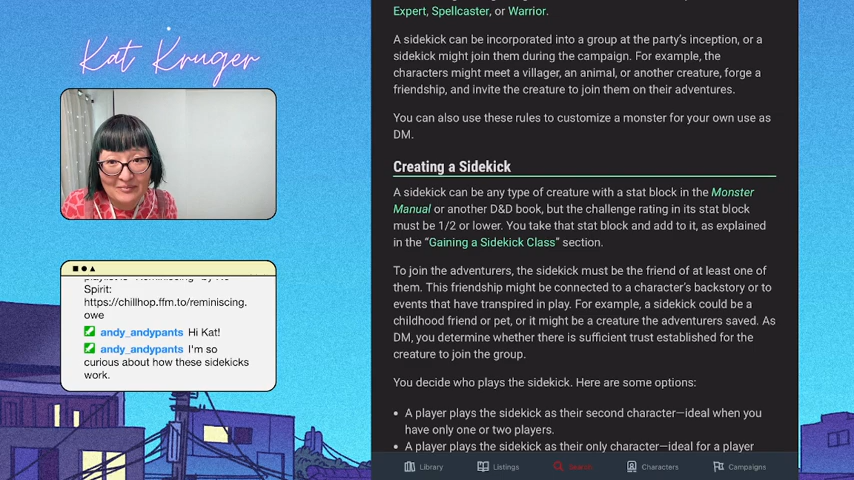 Kat Kruger
Spirit:
https://chillhop.ffm.to/reminiscing.
owe
andy_andypants Hi Kat!
andy_andypants I'm so
curious about how these sidekicks
work.
Expert, Spellcaster, or Warrior.
A sidekick can be incorporated into a group at the party's inception, or a
sidekick might join them during the campaign. For example, the
characters might meet a villager, an animal, or another creature, forge a
friendship, and invite the creature to join them on their adventures.
You can also use these rules to customize a monster for your own use as
DM.
Creating a Sidekick
A sidekick can be any type of creature with a stat block in the Monster
Manual or another D&D book, but the challenge rating in its stat block
must be 1/2 or lower. You take that stat block and add to it, as explained
in the “Gaining a Sidekick Class” section.
To join the adventurers, the sidekick must be the friend of at least one of
them. This friendship might be connected to a character's backstory or to
events that have transpired in play. For example, a sidekick could be a
childhood friend or pet, or it might be a creature the adventurers saved. As
DM, you determine whether there is sufficient trust established for the
creature to join the group.
You decide who plays the sidekick. Here are some options:
• A player plays the sidekick as their second character—ideal when you
have only one or two players.
• A player plays the sidekick as their only character—ideal for a player
Library Listings Search Characters Campaigns